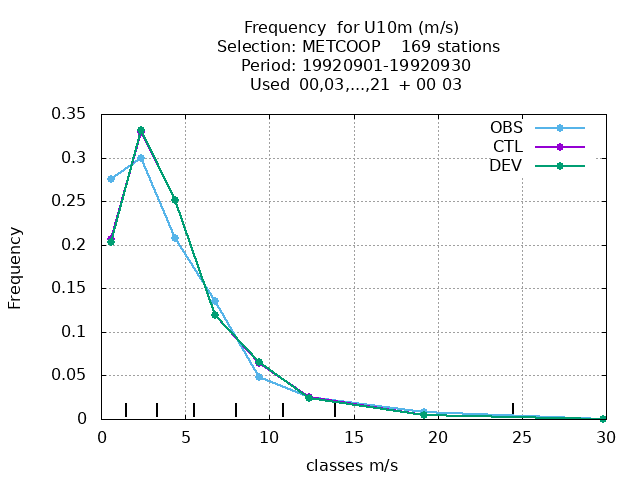 Frequency  for U10m (m/s)
Selection: METCOOP    169 stations
Period: 19920901-19920930
Used  00,03,...,21  + 00 03
0.35
0.3
0.25
0.2
0.15
0.1
0.05
0
Frequency
OBS
CTL
DEV
0 5 10 15 20 25 30
classes m/s